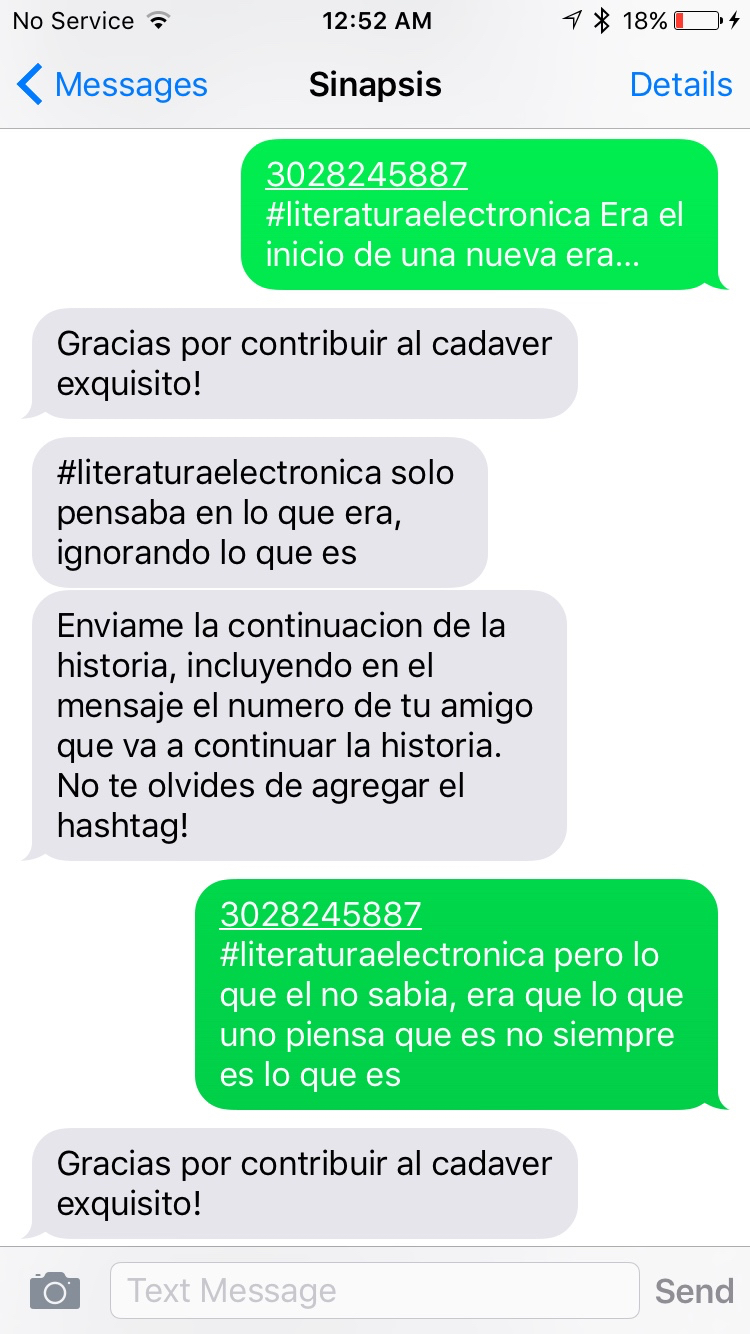 No Service 12:52 AM 18%
Messages Sinapsis Details
3028245887
#literaturaelectronica Era el
inicio de una nueva era...
Gracias por contribuir al cadaver
exquisito!
#literaturaelectronica solo
pensaba en lo que era,
ignorando lo que es
Enviame la continuacion de la
historia, incluyendo en el
mensaje el numero de tu amigo
que va a continuar la historia.
No te olvides de agregar el
hashtag!
3028245887
#literaturaelectronica pero lo
que el no sabia, era que lo que
uno piensa que es no siempre
es lo que es
Gracias por contribuir al cadaver
exquisito!
Text Message Send